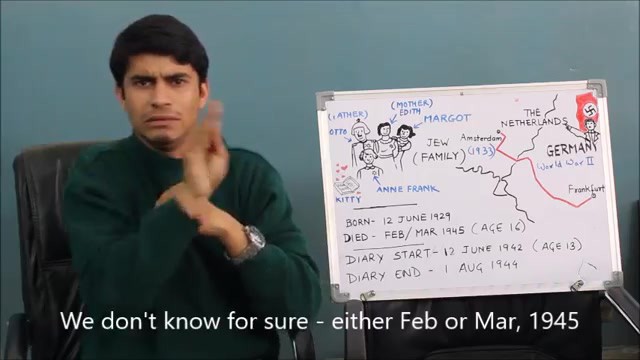 (MOTHER)
EDITH
(FATHER)
OTTO
MARGOT
THE
NETHERLANDS
Amsterdam
JEW
(FAMILY)
(1933)
GERMANY
World War II
Frankfurt
ANNE FRANK
KITTY
BORN- 12 JUNE 1929
DIED - FEB/MAR 1945 (AGE 16)
DIARY START- 12 JUNE 1942 (AGE 13)
DIARY END - 1 AUG 1944
We don't know for sure - either Feb or Mar, 1945